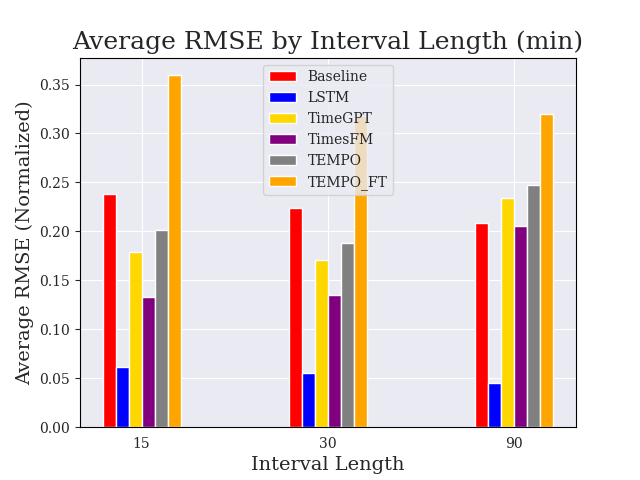 Average RMSE by Interval Length (min)
Baseline
LSTM
TimeGPT
TimesFM
TEMPO
TEMPO_FT
Average RMSE (Normalized)
0.35
0.30
0.25
0.20
0.15
0.10
0.05
0.00
15
30
90
Interval Length